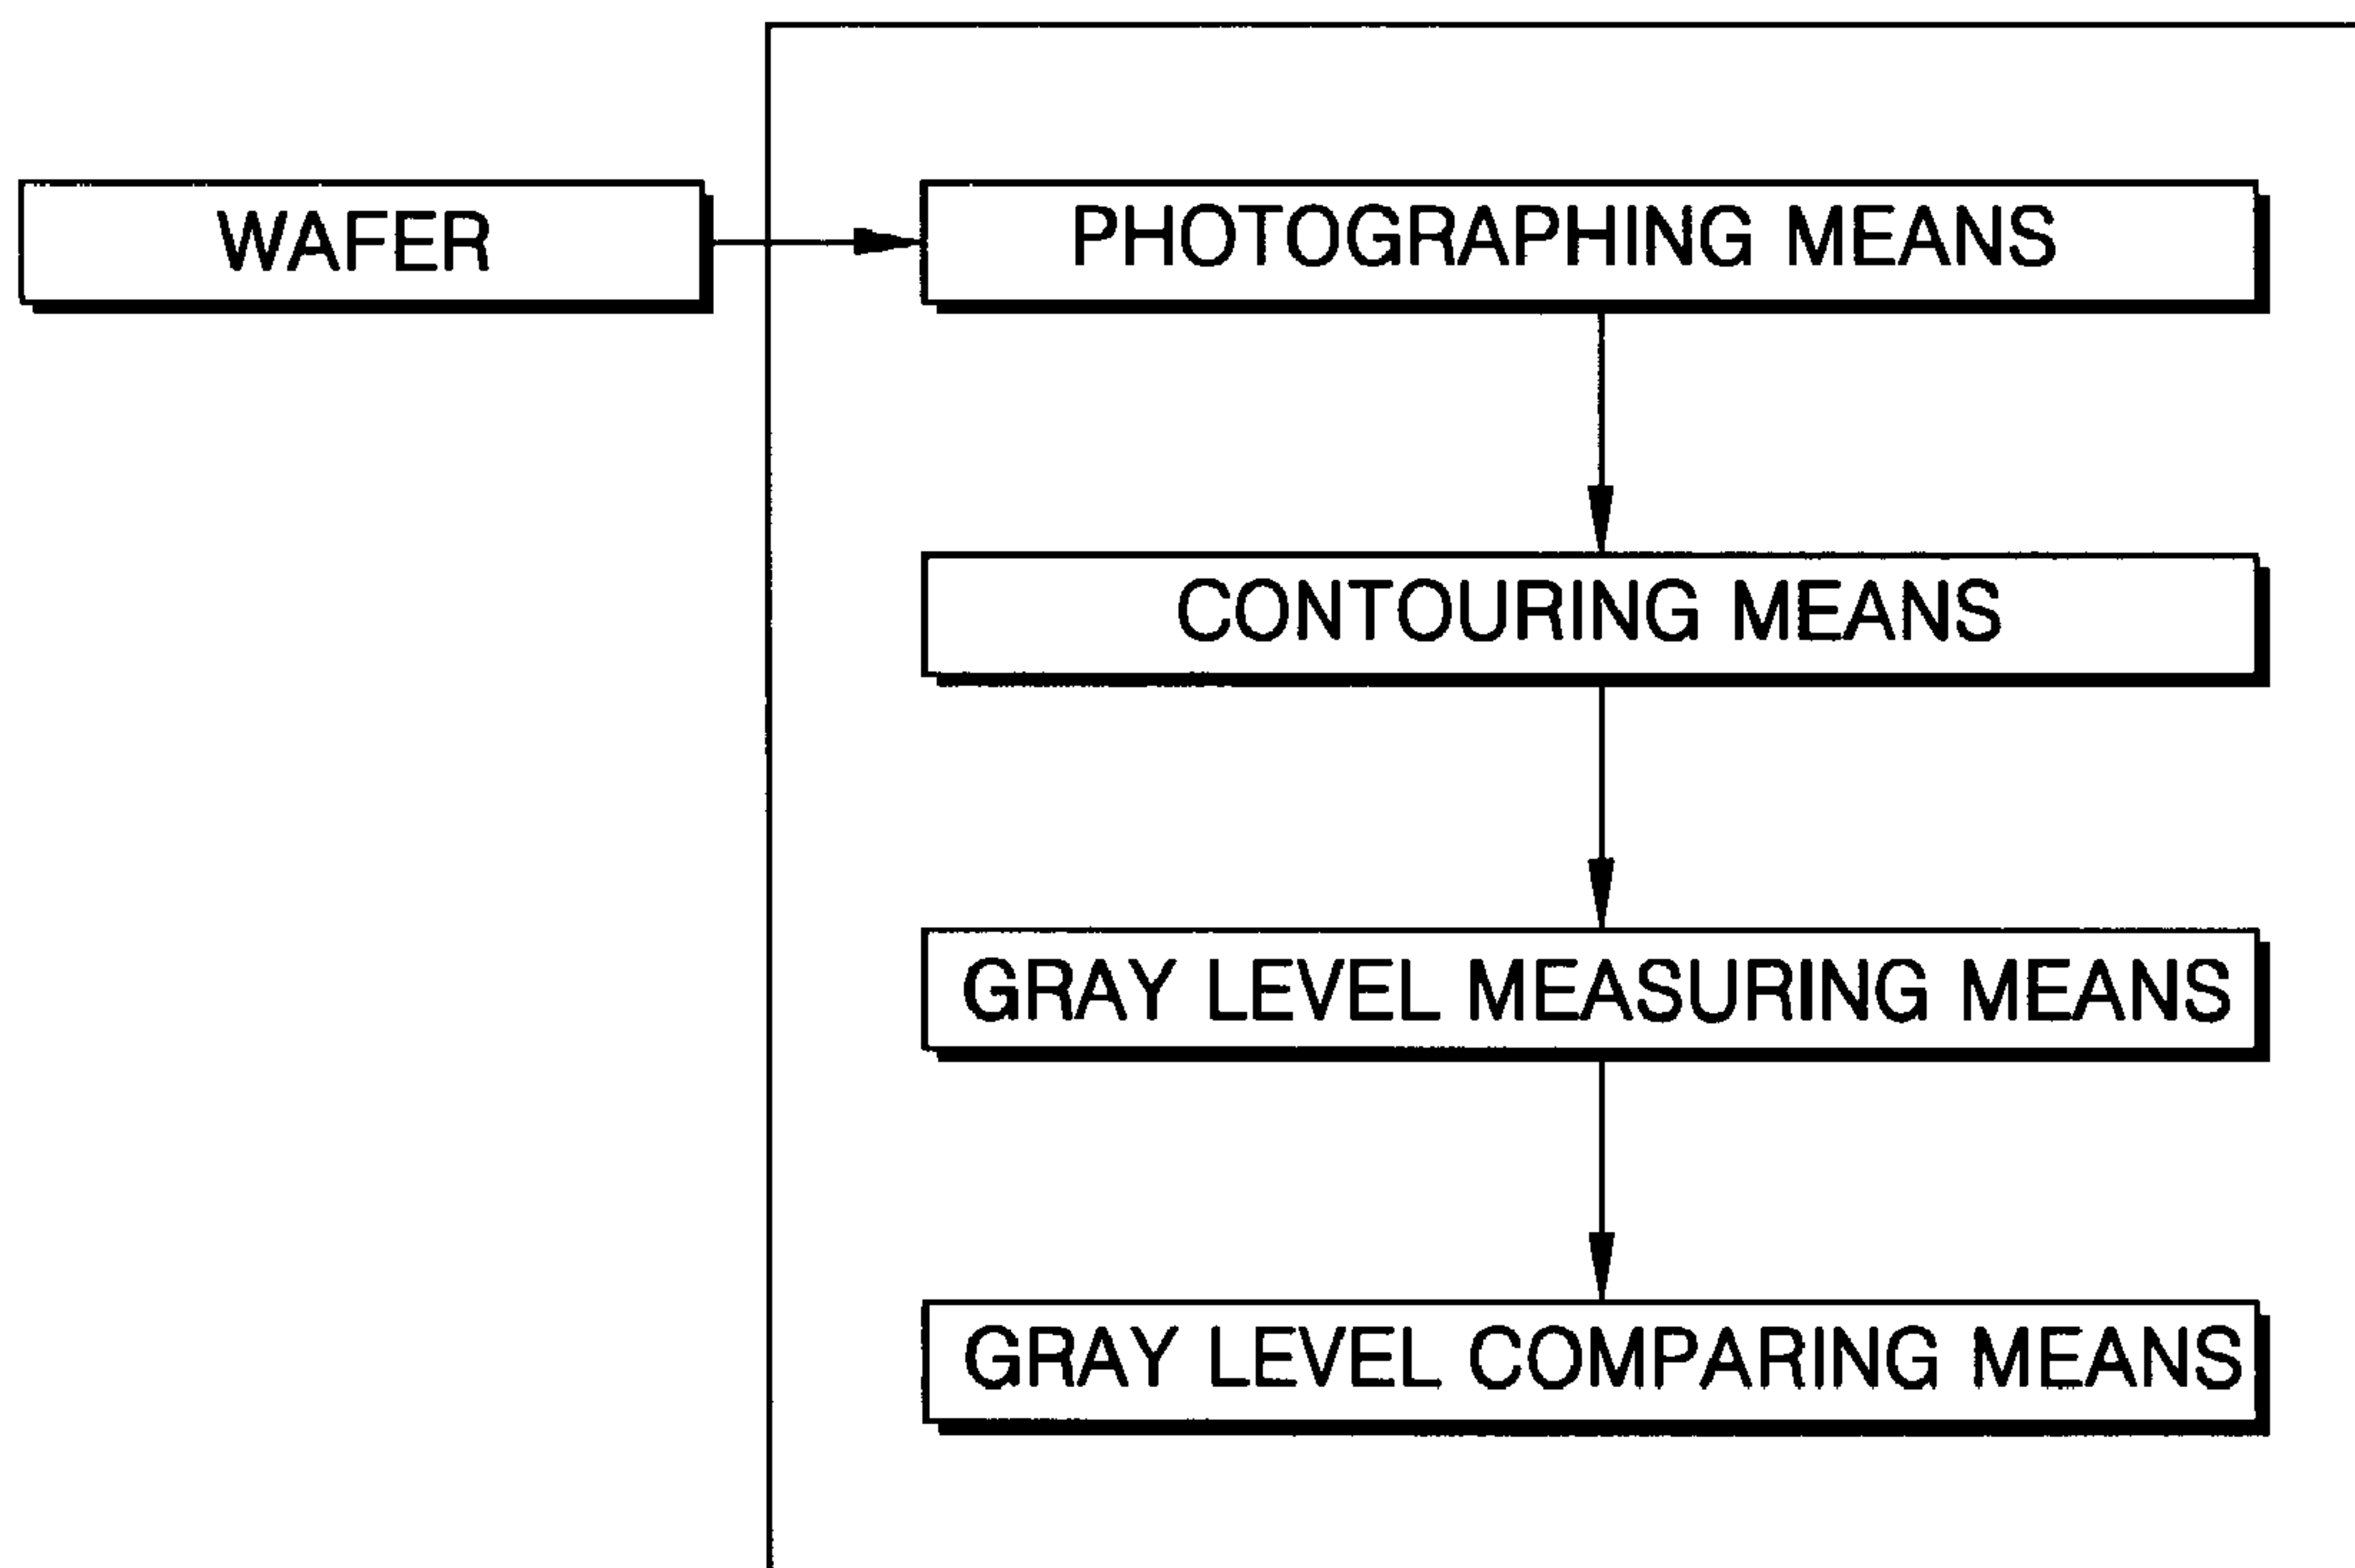 WAFER
PHOTOGRAPHING MEANS
CONTOURING MEANS
GRAY LEVEL MEASURING MEANS
GRAY LEVEL COMPARING MEANS